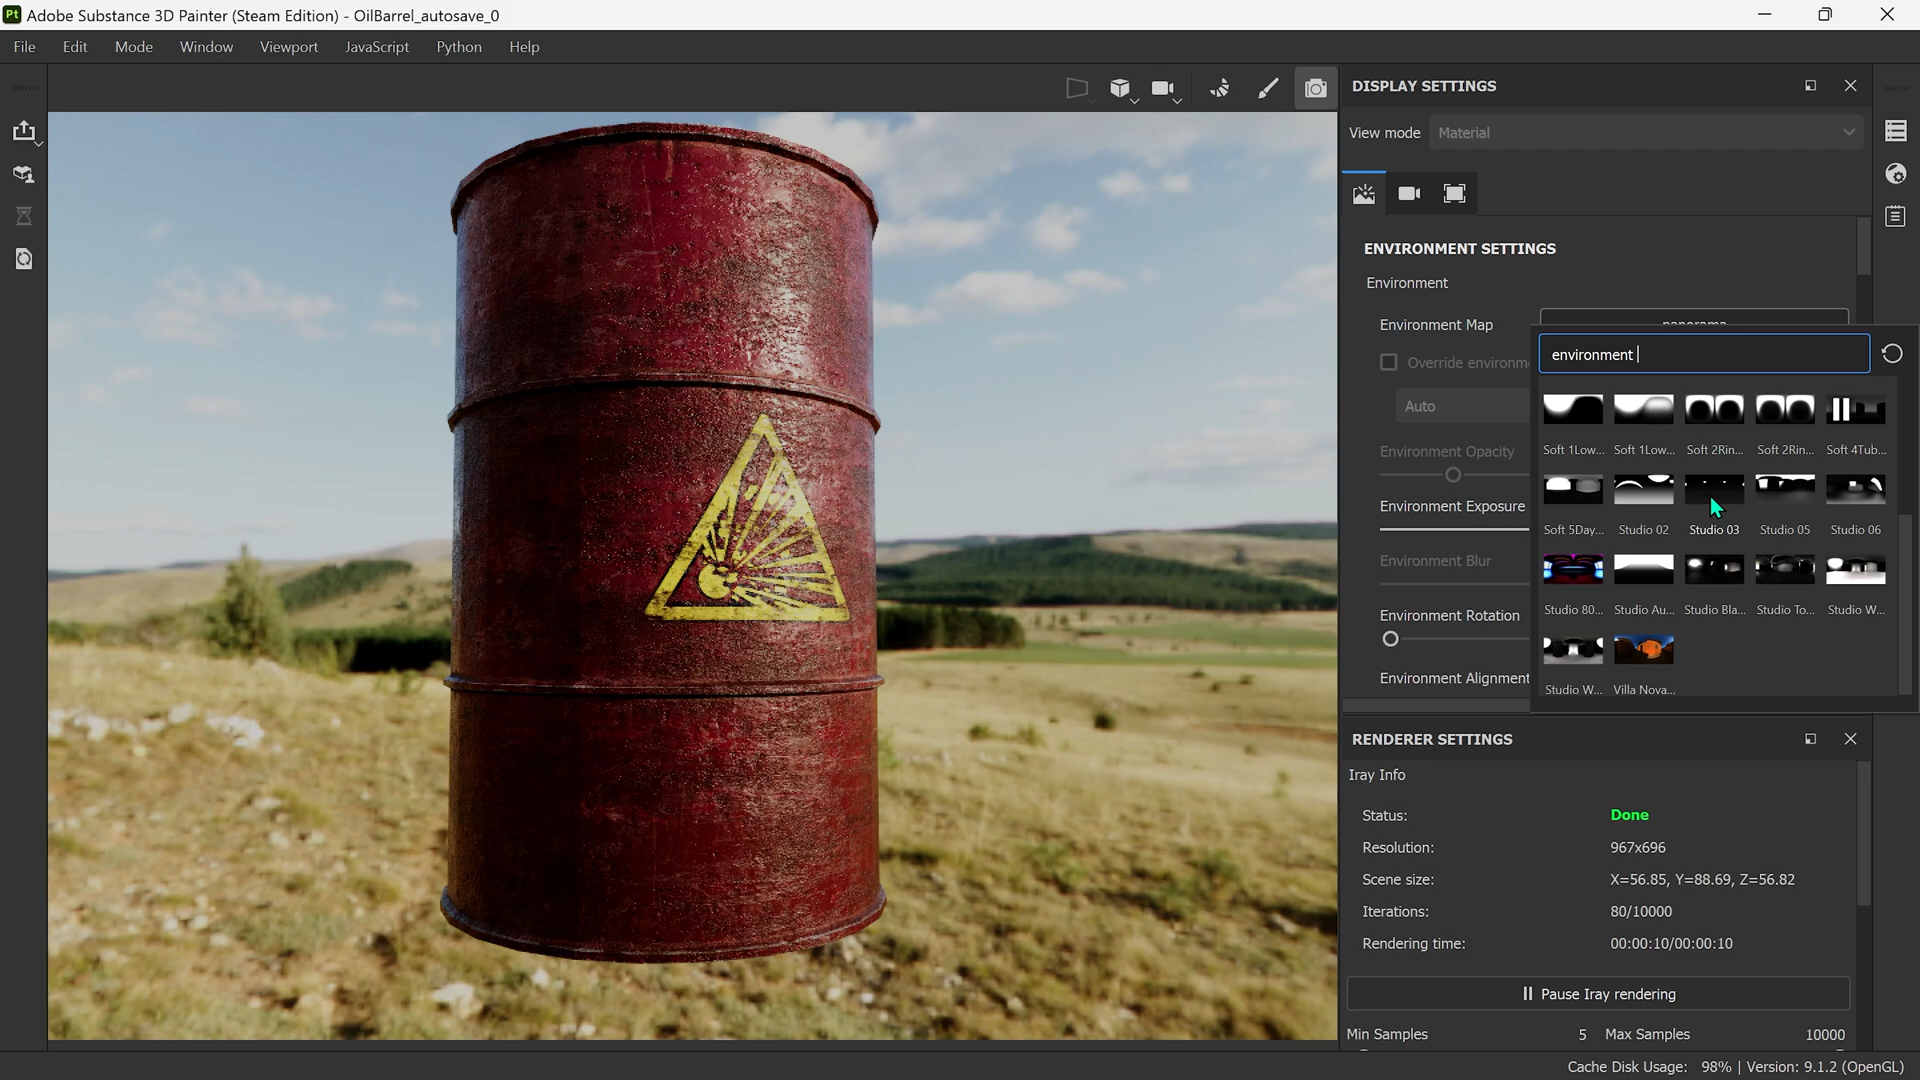 Pt Adobe Substance 3D Painter (Steam Edition) - OilBarrel_autosave_0
File Edit Mode Window Viewport JavaScript Python Help
DISPLAY SETTINGS
View mode Material
ENVIRONMENT SETTINGS
Environment
Environment Map panorama
environment
Override environm
Auto
Soft 1Low... Soft 1Low... Soft 2Rin... Soft 2Rin... Soft 4Tub...
Environment Opacity
Environment Exposure
Soft 5Day... Studio 02 Studio 03 Studio 05 Studio 06
Environment Blur
Studio 80... Studio Au... Studio Bla... Studio To... Studio W...
Environment Rotation
Environment Alignment
Studio W... Villa Nova...
RENDERER SETTINGS
Iray Info
Status: Done
Resolution: 967x696
Scene size: X=56.85, Y=88.69, Z=56.82
Iterations: 80/10000
Rendering time: 00:00:10/00:00:10
Pause Iray rendering
Min Samples 5 Max Samples 10000
Cache Disk Usage: 98% | Version: 9.1.2 (OpenGL)